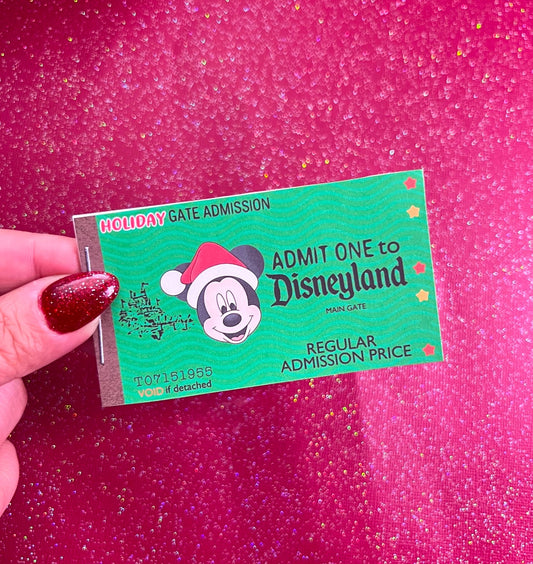 HOLIDAY GATE ADMISSION
ADMIT ONE to
Disneyland
MAIN GATE
REGULAR
ADMISSION PRICE
T07151955
VOID if detached